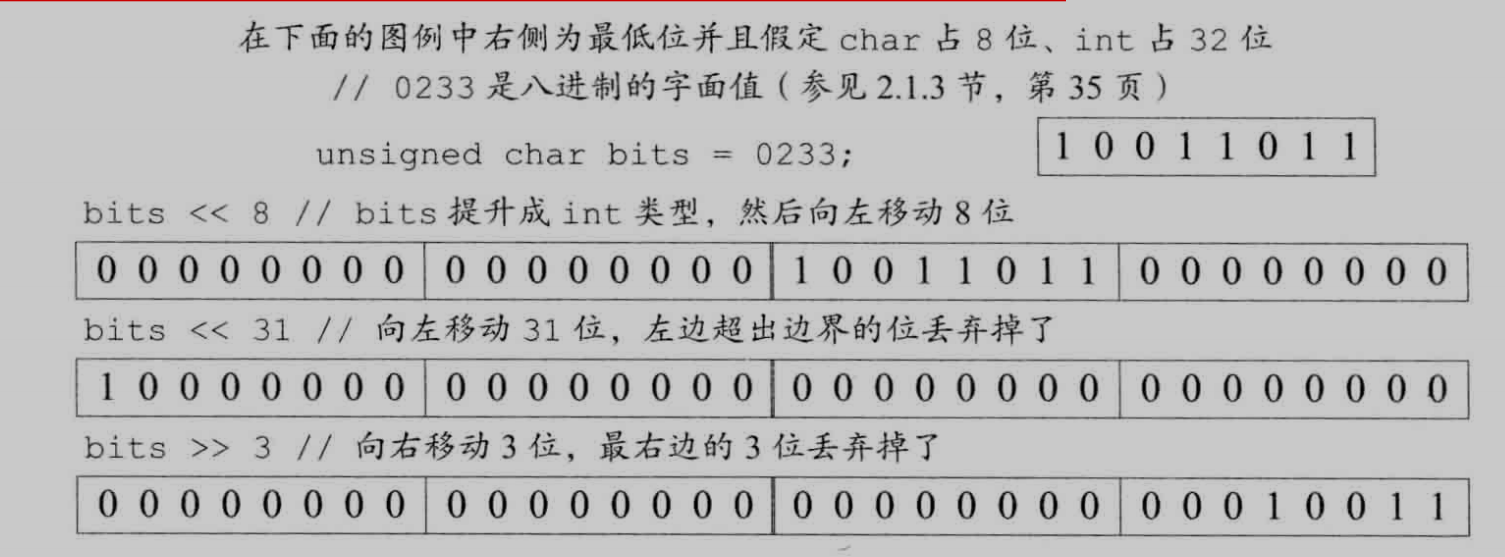 在下面的图例中右侧为最低位并且假定 char 占 8 位、int 占 32 位
// 0233 是八进制的字面值（参见 2.1.3 节，第 35 页）
unsigned char bits = 0233; 1 0 0 1 1 0 1 1
bits << 8 // bits 提升成 int 类型，然后向左移动 8 位
0 0 0 0 0 0 0 0 0 0 0 0 0 0 0 0 1 0 0 1 1 0 1 1 0 0 0 0 0 0 0 0
bits << 31 // 向左移动 31 位，左边超出边界的位丢弃掉了
1 0 0 0 0 0 0 0 0 0 0 0 0 0 0 0 0 0 0 0 0 0 0 0 0 0 0 0 0 0 0 0
bits >> 3 // 向右移动 3 位，最右边的 3 位丢弃掉了
0 0 0 0 0 0 0 0 0 0 0 0 0 0 0 0 0 0 0 0 0 0 0 0 0 0 0 1 0 0 1 1